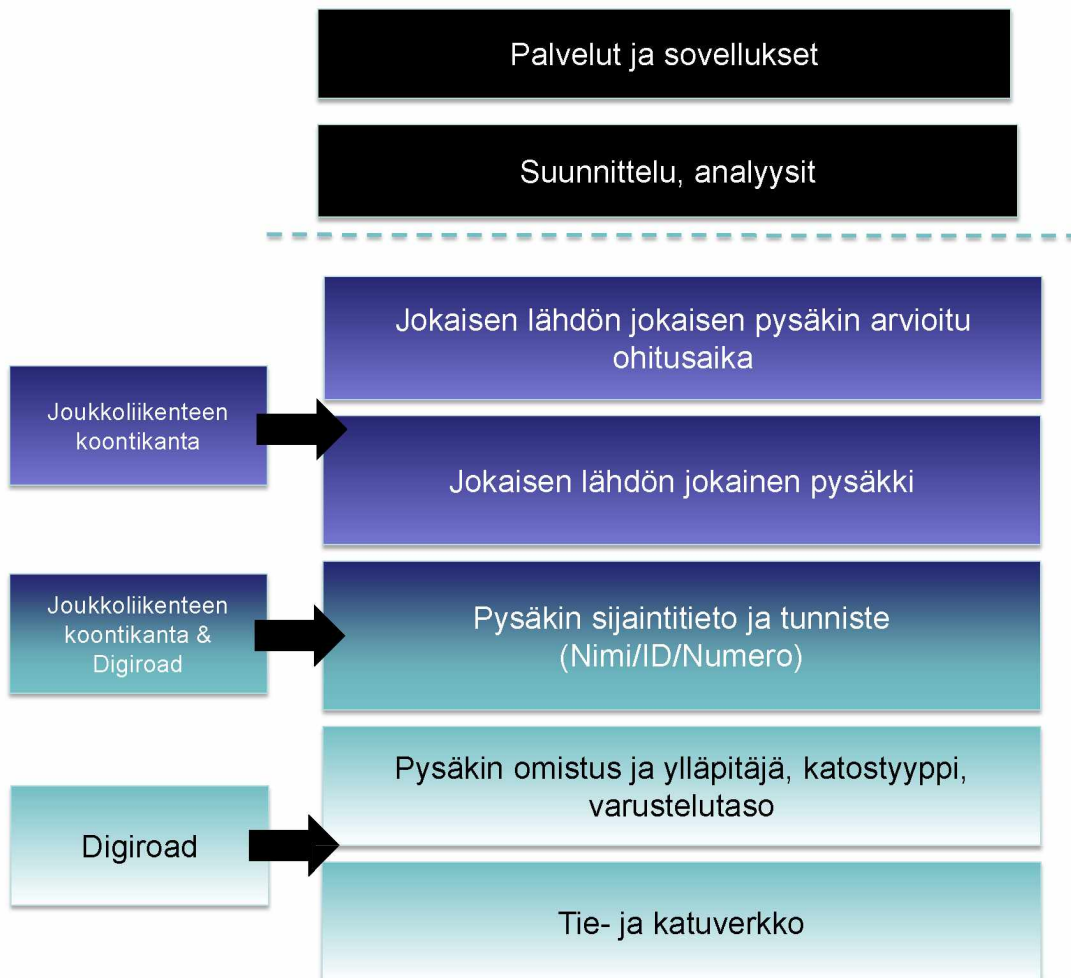 Palvelut ja sovellukset
Suunnittelu, analyysit
Jokaisen lähdön jokaisen pysäkin arvioitu
ohitusaika
Joukkoliikenteen
koontikanta
Jokaisen lähdön jokainen pysäkki
Joukkoliikenteen
koontikanta &
Digiroad
Pysäkin sijaintitieto ja tunniste
(Nimi/ID/Numero)
Pysäkin omistus ja ylläpitäjä, katostyyppi,
varustelutaso
Digiroad
Tie- ja katuverkko